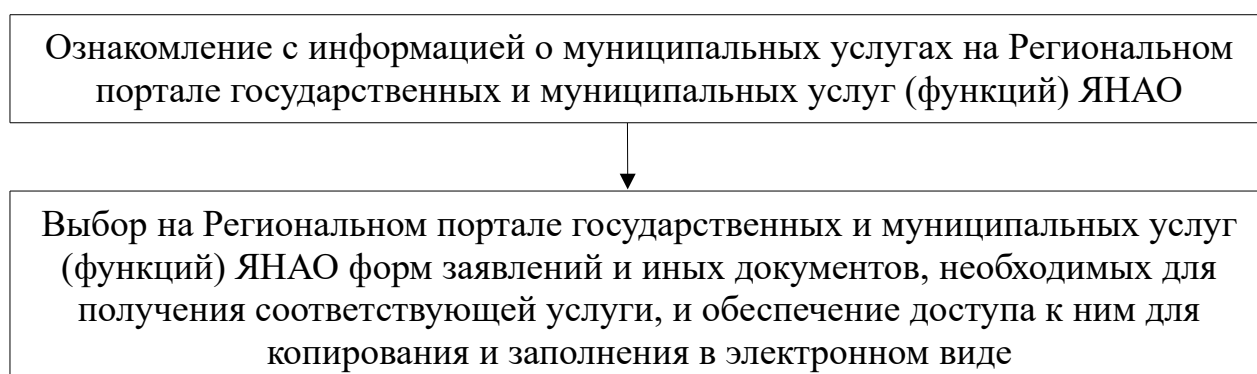 Ознакомление с информацией о муниципальных услугах на Региональном
портале государственных и муниципальных услуг (функций) ЯНАО
Выбор на Региональном портале государственных и муниципальных услуг
(функций) ЯНАО форм заявлений и иных документов, необходимых для
получения соответствующей услуги, и обеспечение доступа к ним для
копирования и заполнения в электронном виде